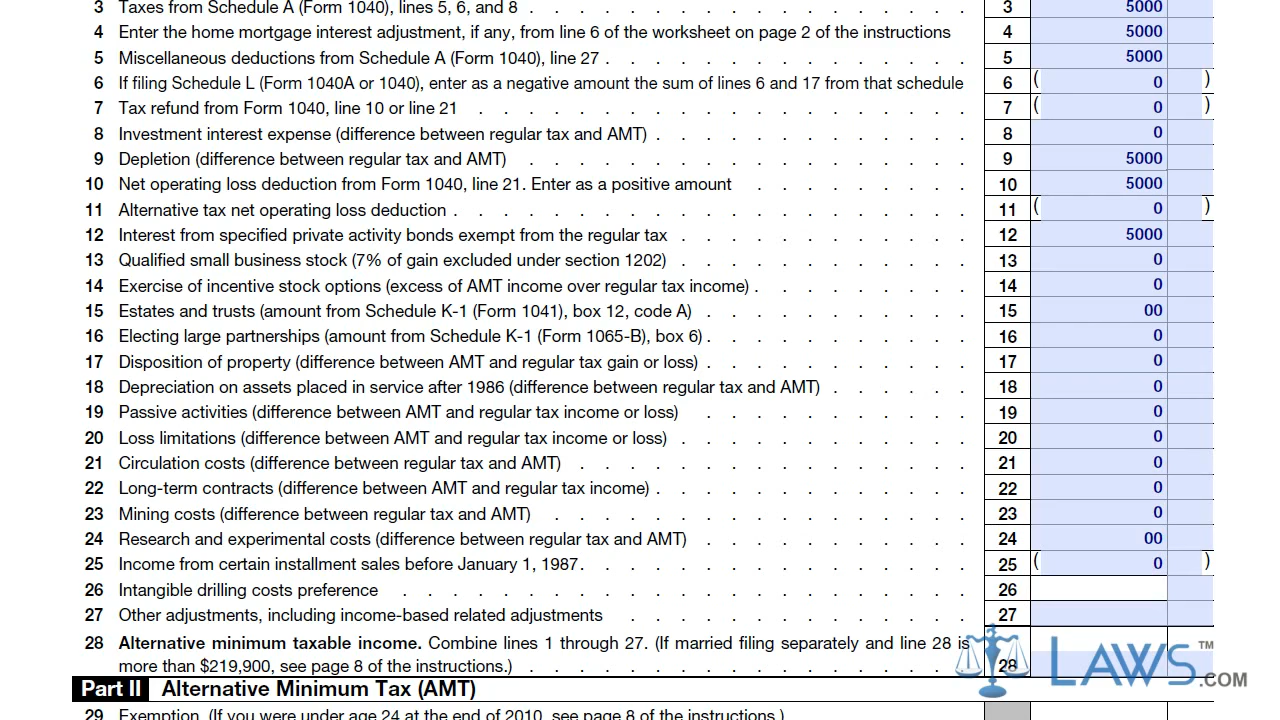 3 Taxes from Schedule A (Form 1040), lines 5, 6, and 8 . . . . . . . . . . . . . . . . . . 3 5000
4 Enter the home mortgage interest adjustment, if any, from line 6 of the worksheet on page 2 of the instructions 4 5000
5 Miscellaneous deductions from Schedule A (Form 1040), line 27 . . . . . . . . . . . . . . . 5 5000
6 If filing Schedule L (Form 1040A or 1040), enter as a negative amount the sum of lines 6 and 17 from that schedule 6 ( 0 )
7 Tax refund from Form 1040, line 10 or line 21 . . . . . . . . . . . . . . . . . . . . 7 ( 0 )
8 Investment interest expense (difference between regular tax and AMT) . . . . . . . . . . . . . 8 0
9 Depletion (difference between regular tax and AMT) . . . . . . . . . . . . . . . . . . 9 5000
10 Net operating loss deduction from Form 1040, line 21. Enter as a positive amount . . . . . . . . . 10 5000
11 Alternative tax net operating loss deduction . . . . . . . . . . . . . . . . . . . . . 11 ( 0 )
12 Interest from specified private activity bonds exempt from the regular tax . . . . . . . . . . . . 12 5000
13 Qualified small business stock (7% of gain excluded under section 1202) . . . . . . . . . . . . 13 0
14 Exercise of incentive stock options (excess of AMT income over regular tax income) . . . . . . . . . 14 0
15 Estates and trusts (amount from Schedule K-1 (Form 1041), box 12, code A) . . . . . . . . . . . 15 00
16 Electing large partnerships (amount from Schedule K-1 (Form 1065-B), box 6) . . . . . . . . . . . 16 0
17 Disposition of property (difference between AMT and regular tax gain or loss) . . . . . . . . . . . 17 0
18 Depreciation on assets placed in service after 1986 (difference between regular tax and AMT) . . . . . . 18 0
19 Passive activities (difference between AMT and regular tax income or loss) . . . . . . . . . . . 19 0
20 Loss limitations (difference between AMT and regular tax income or loss) . . . . . . . . . . . . 20 0
21 Circulation costs (difference between regular tax and AMT) . . . . . . . . . . . . . . . . 21 0
22 Long-term contracts (difference between AMT and regular tax income) . . . . . . . . . . . . . 22 0
23 Mining costs (difference between regular tax and AMT) . . . . . . . . . . . . . . . . . 23 0
24 Research and experimental costs (difference between regular tax and AMT) . . . . . . . . . . . 24 00
25 Income from certain installment sales before January 1, 1987. . . . . . . . . . . . . . . . 25 ( 0 )
26 Intangible drilling costs preference . . . . . . . . . . . . . . . . . . . . . . . 26
27 Other adjustments, including income-based related adjustments . . . . . . . . . . . . . . 27
28 Alternative minimum taxable income. Combine lines 1 through 27. (If married filing separately and line 28 is
more than $219,900, see page 8 of the instructions.) . . . . . . . . . . . . . . . . . . 28
LAWS™.COM
Part II Alternative Minimum Tax (AMT)
29 Exemption. (If you were under age 24 at the end of 2010, see page 8 of the instructions.)